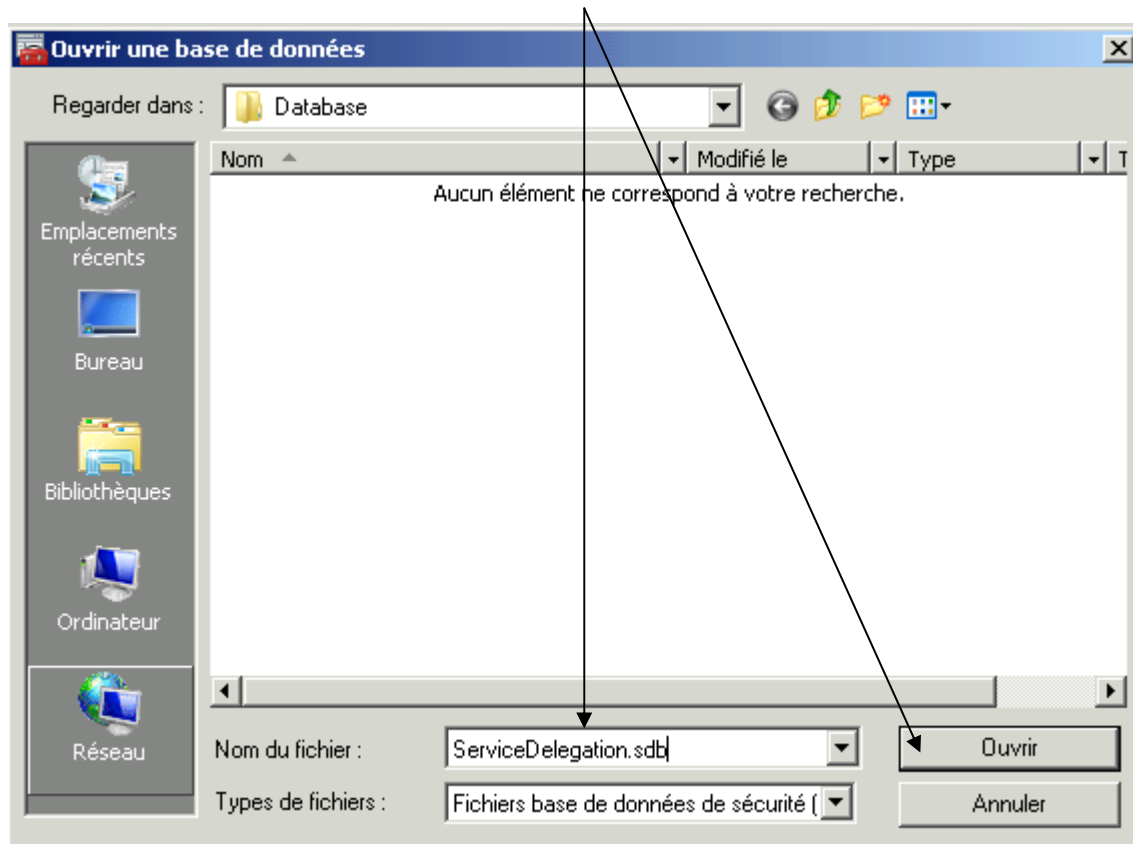 Ouvrir une base de données
Regarder dans :
Database
Nom
Modifié le
Type
T
Aucun élément ne correspond à votre recherche.
Emplacements
récents
Bureau
Bibliothèques
Ordinateur
Réseau
Nom du fichier :
ServiceDelegation.sdb
Ouvrir
Types de fichiers :
Fichiers base de données de sécurité (
Annuler